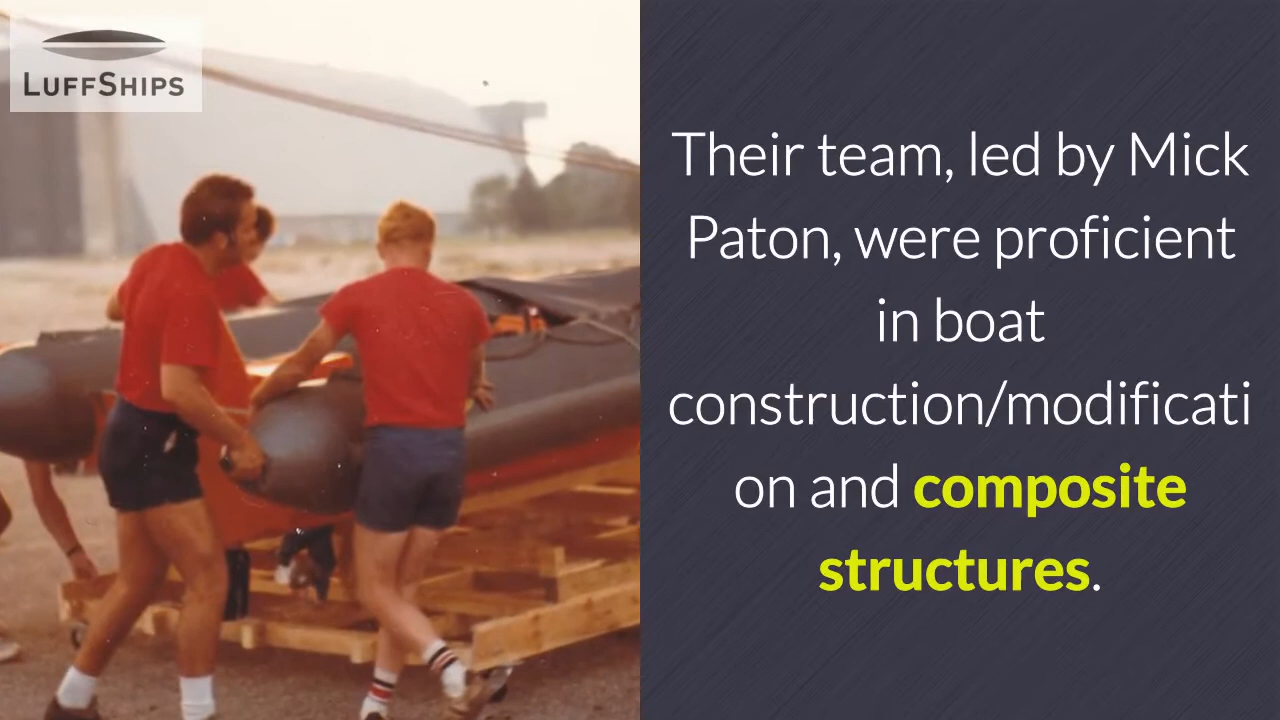 LUFFSHIPS
Their team, led by Mick
Paton, were proficient
in boat
construction/modificati
on and composite
structures.